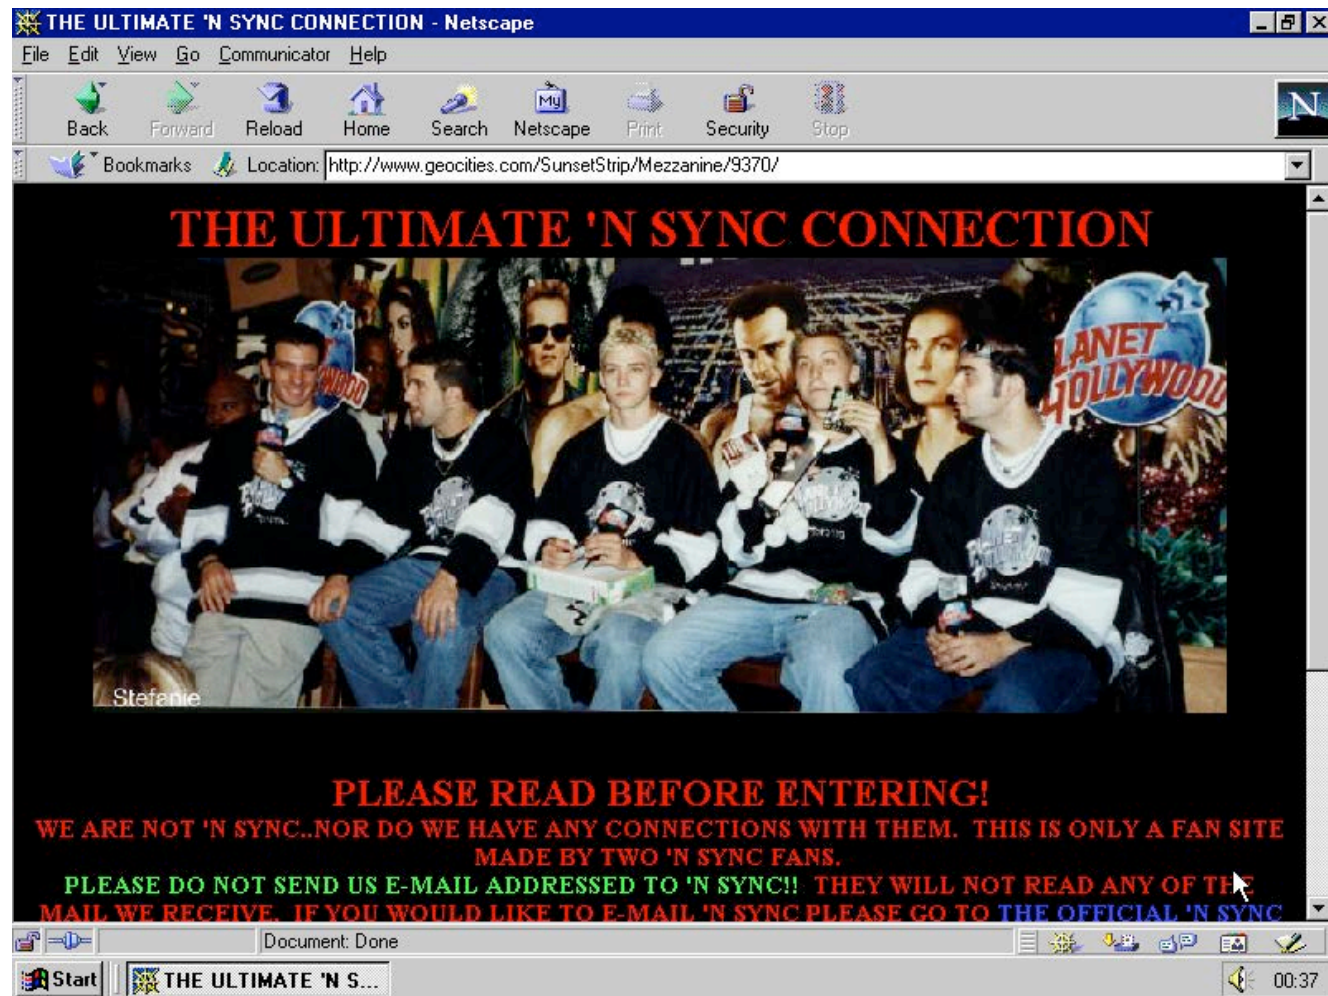 THE ULTIMATE 'N SYNC CONNECTION - Netscape
File Edit View Go Communicator Help
My
N
Back Forward Reload Home Search Netscape Print Security Stop
Bookmarks Location: http://www.geocities.com/SunsetStrip/Mezzanine/9370/
THE ULTIMATE 'N SYNC CONNECTION
LANET
HOLLYWOOD
Stefanie
PLEASE READ BEFORE ENTERING!
WE ARE NOT 'N SYNC..NOR DO WE HAVE ANY CONNECTIONS WITH THEM. THIS IS ONLY A FAN SITE
MADE BY TWO 'N SYNC FANS.
PLEASE DO NOT SEND US E-MAIL ADDRESSED TO 'N SYNC!! THEY WILL NOT READ ANY OF THE
MAIL WE RECEIVE. IF YOU WOULD LIKE TO E-MAIL 'N SYNC PLEASE GO TO THE OFFICIAL 'N SYNC
Document: Done
Start THE ULTIMATE 'N S... 00:37